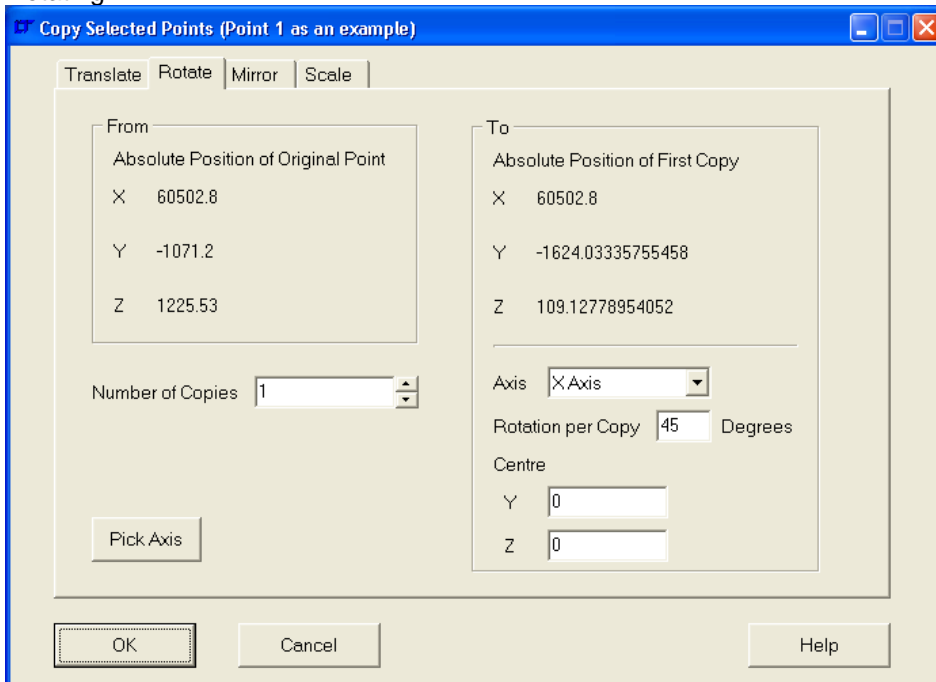 Copy Selected Points (Point 1 as an example)
Translate Rotate Mirror Scale
From
Absolute Position of Original Point
X 60502.8
Y -1071.2
Z 1225.53
Number of Copies 1
Pick Axis
To
Absolute Position of First Copy
X 60502.8
Y -1624.03335755458
Z 109.12778954052
Axis X Axis
Rotation per Copy 45 Degrees
Centre
Y 0
Z 0
OK Cancel Help